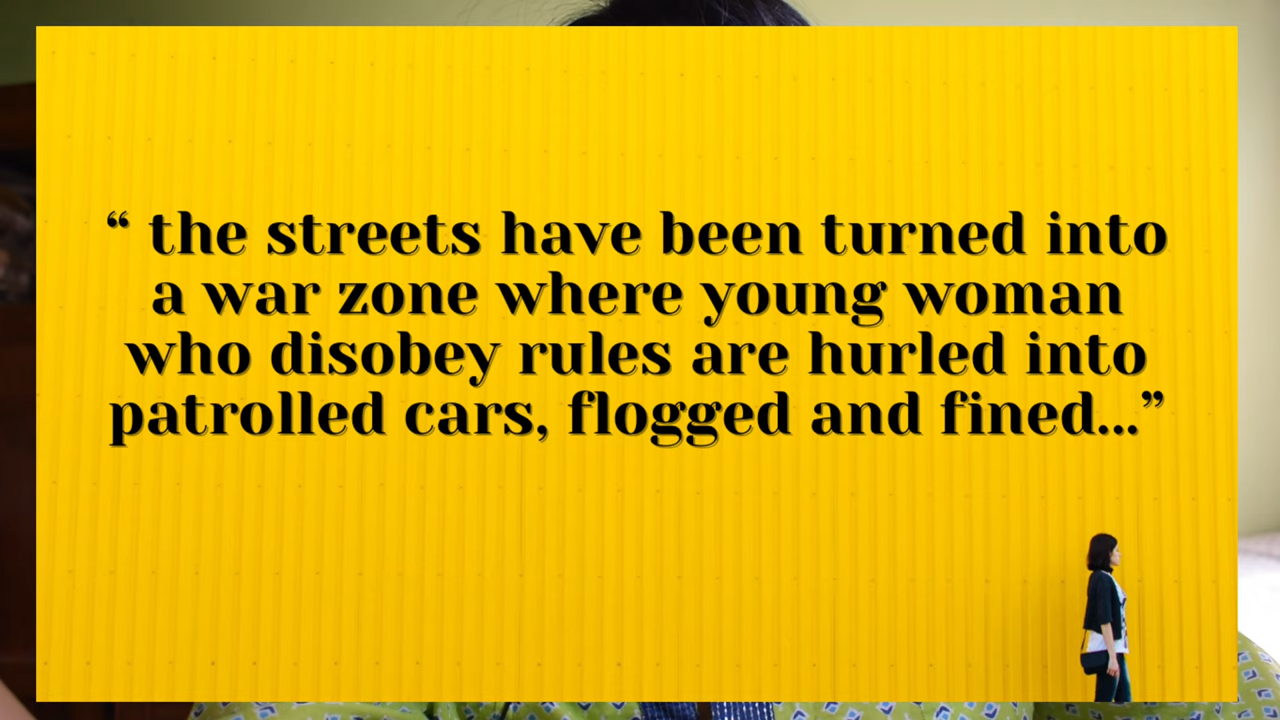 “ the streets have been turned into
a war zone where young woman
who disobey rules are hurled into
patrolled cars, flogged and fined...”